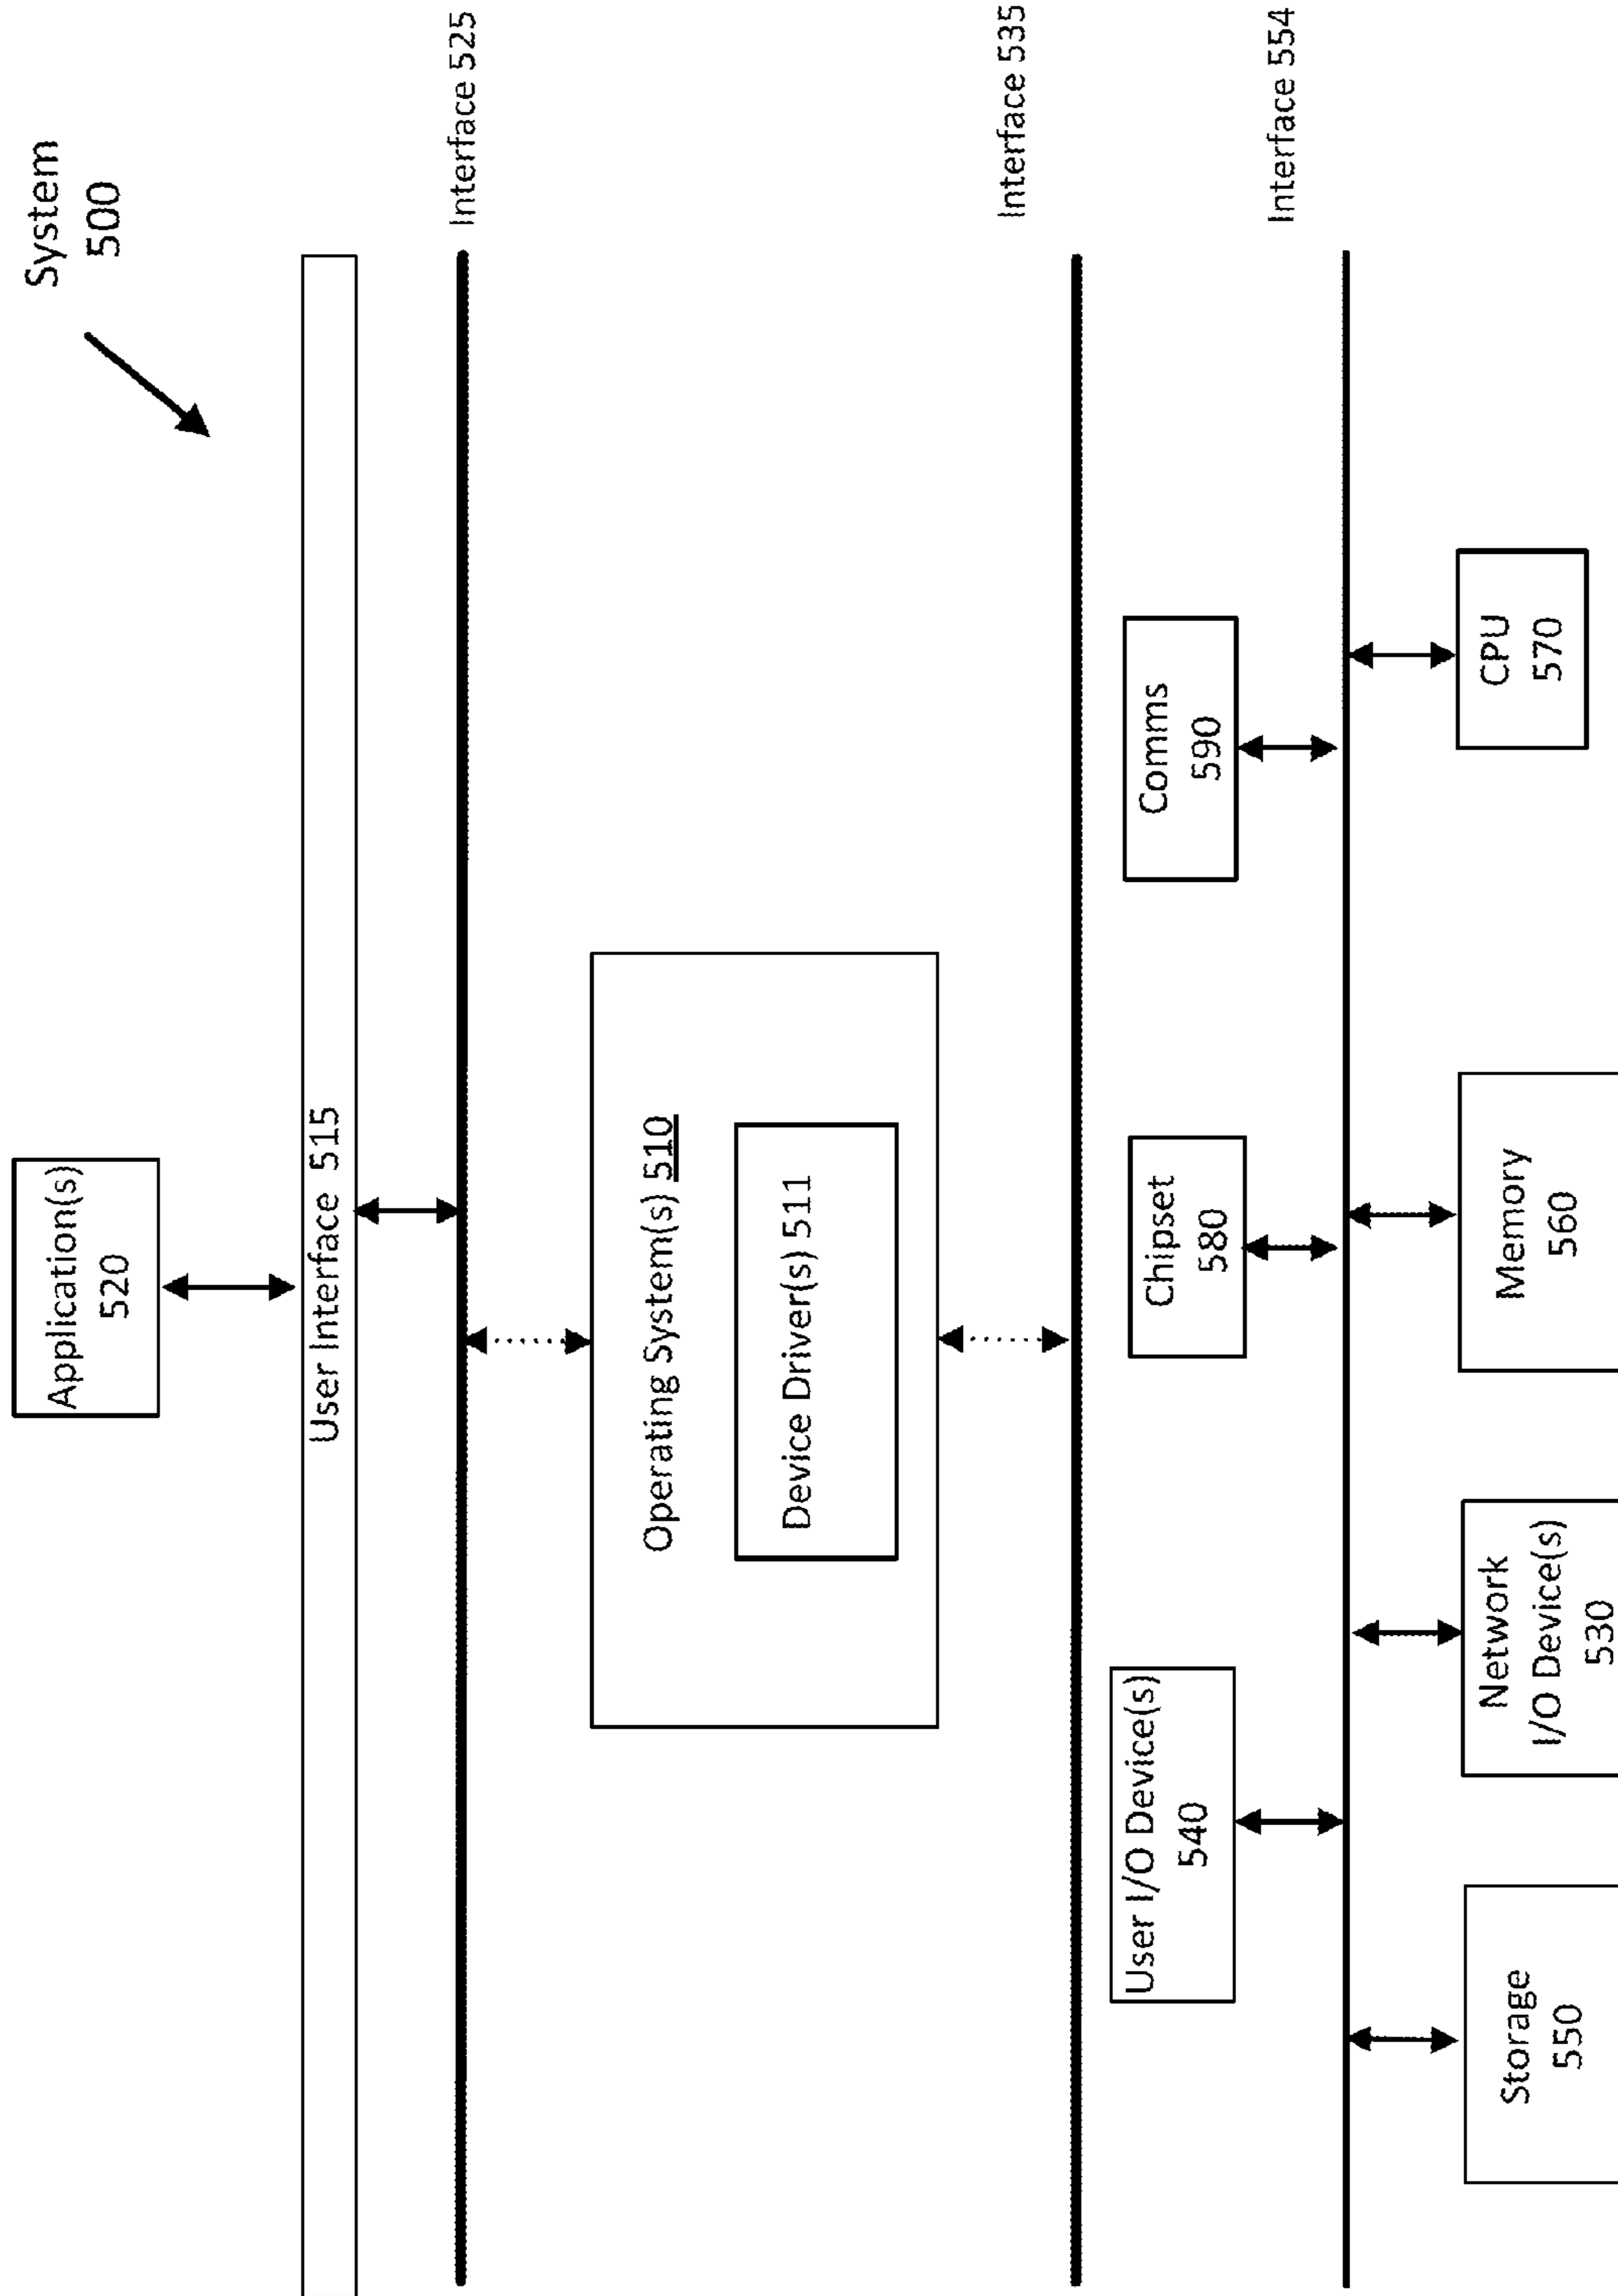 System
500
Application(s)
520
User Interface 515
Interface 525
Operating System(s) 510
Device Driver(s) 511
Interface 535
User I/O Device(s)
540
Chipset
580
Comms
590
Interface 554
Storage
550
Network
I/O Device(s)
530
Memory
560
CPU
570